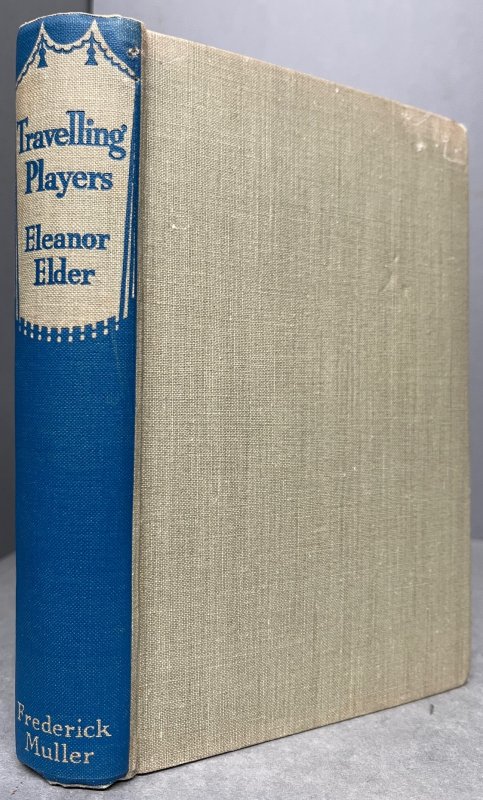 Travelling
Players
Eleanor
Elder
Frederick
Muller